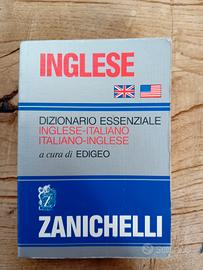 INGLESE
DIZIONARIO ESSENZIALE
INGLESE-ITALIANO
ITALIANO-INGLESE
a cura di EDIGEO
Z
ZANICHELLI